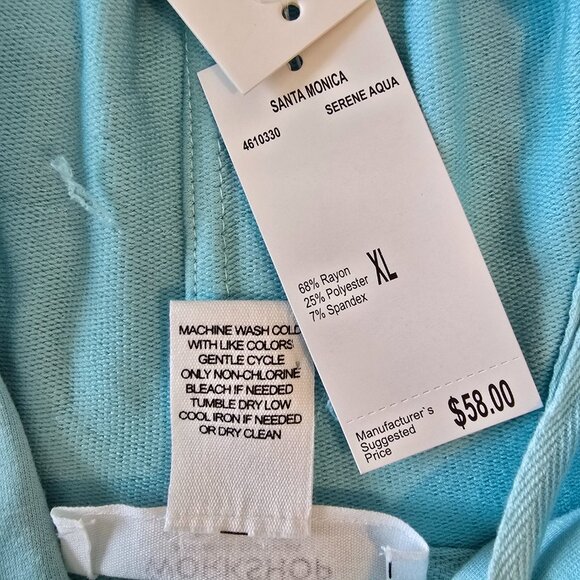 SANTA MONICA
4610330 SERENE AQUA
68% Rayon
25% Polyester
7% Spandex
XL
Manufacturer's
Suggested
Price
$58.00
MACHINE WASH COLD
WITH LIKE COLORS
GENTLE CYCLE
ONLY NON-CHLORINE
BLEACH IF NEEDED
TUMBLE DRY LOW
COOL IRON IF NEEDED
OR DRY CLEAN
WORKSHOP